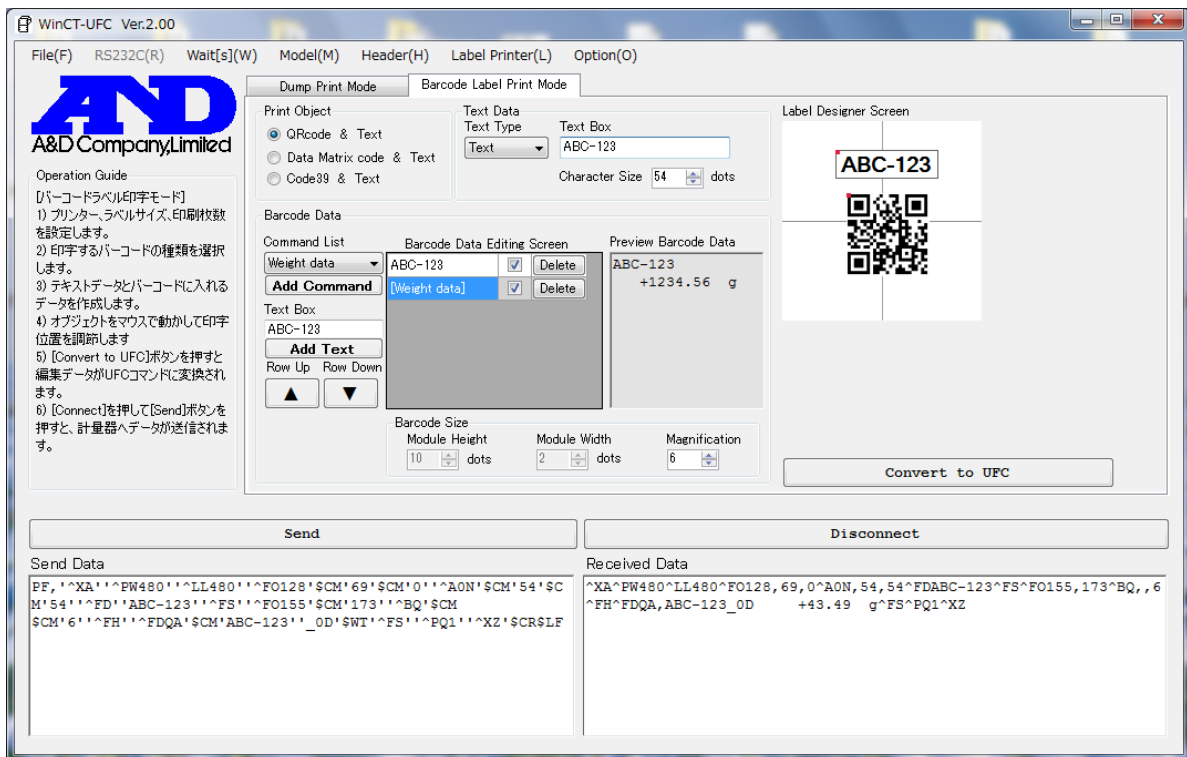 WinCT-UFC Ver.2.00
File(F) RS232C(R) Wait[s](W) Model(M) Header(H) Label Printer(L) Option(O)
AND
A&D Company,Limited
Operation Guide
[バーコードラベル印字モード]
1) プリンター、ラベルサイズ、印刷枚数
を設定します。
2) 印字するバーコードの種類を選択
します。
3) テキストデータとバーコードに入れる
データを作成します。
4) オブジェクトをマウスで動かして印字
位置を調節します
5) [Convert to UFC]ボタンを押すと
編集データがUFCコマンドに変換され
ます。
6) [Connect]を押して[Send]ボタンを
押すと、計量器へデータが送信されま
す。
Dump Print Mode Barcode Label Print Mode
Print Object
QRcode & Text
Data Matrix code & Text
Code39 & Text
Text Data
Text Type Text Box
Text ABC-123
Character Size 54 dots
Barcode Data
Command List
Weight data
Add Command
Text Box
ABC-123
Add Text
Row Up Row Down
▲ ▼
Barcode Data Editing Screen
ABC-123 Delete
[Weight data] Delete
Preview Barcode Data
ABC-123
+1234.56 g
Barcode Size
Module Height Module Width Magnification
10 dots 2 dots 6
Label Designer Screen
ABC-123
Convert to UFC
Send
Disconnect
Send Data
PF,'^XA''^PW480''^LL480''^FO128'$CM'69'$CM'0''^A0N'$CM'54'$C
M'54''^FD''ABC-123''^FS''^FO155'$CM'173''^BQ'$CM
$CM'6''^FH''^FDQA'$CM'ABC-123''_0D'$WT'^FS''^PQ1''^XZ'$CR$LF
Received Data
^XA^PW480^LL480^FO128,69,0^A0N,54,54^FDABC-123^FS^FO155,173^BQ,,6
^FH^FDQA,ABC-123_0D +43.49 g^FS^PQ1^XZ